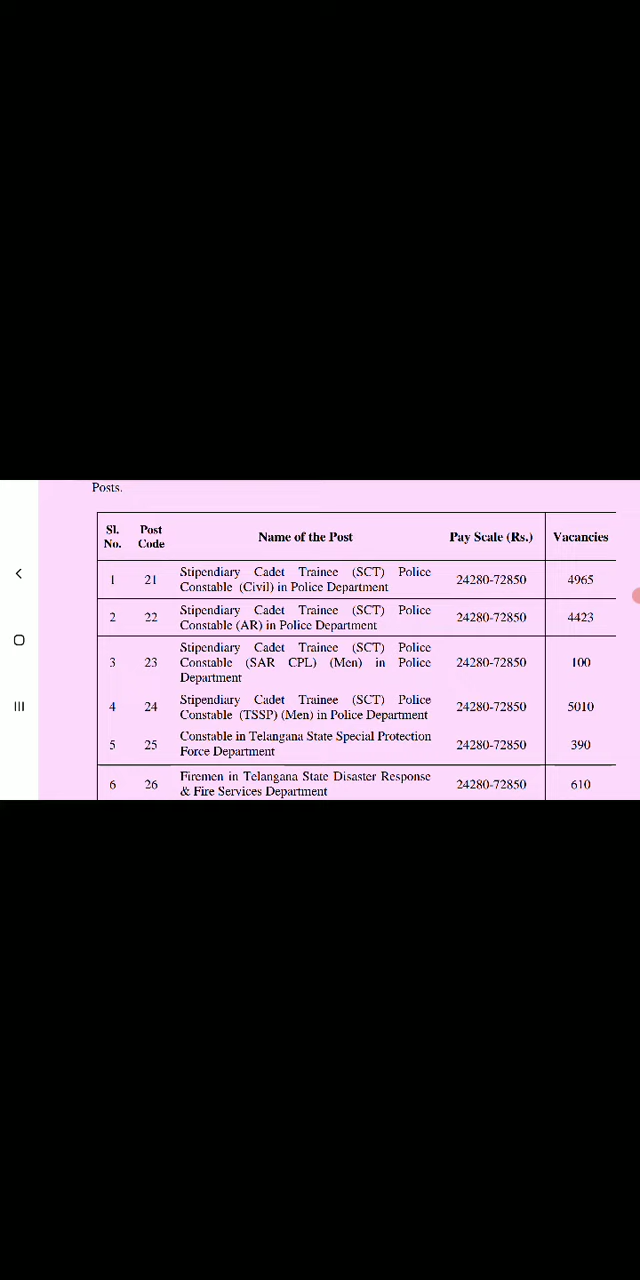 Posts.
Sl. No. Post Code Name of the Post Pay Scale (Rs.) Vacancies
1 21 Stipendiary Cadet Trainee (SCT) Police
Constable (Civil) in Police Department 24280-72850 4965
2 22 Stipendiary Cadet Trainee (SCT) Police
Constable (AR) in Police Department 24280-72850 4423
3 23 Stipendiary Cadet Trainee (SCT) Police
Constable (SAR CPL) (Men) in Police
Department 24280-72850 100
4 24 Stipendiary Cadet Trainee (SCT) Police
Constable (TSSP) (Men) in Police Department 24280-72850 5010
5 25 Constable in Telangana State Special Protection
Force Department 24280-72850 390
6 26 Firemen in Telangana State Disaster Response
& Fire Services Department 24280-72850 610